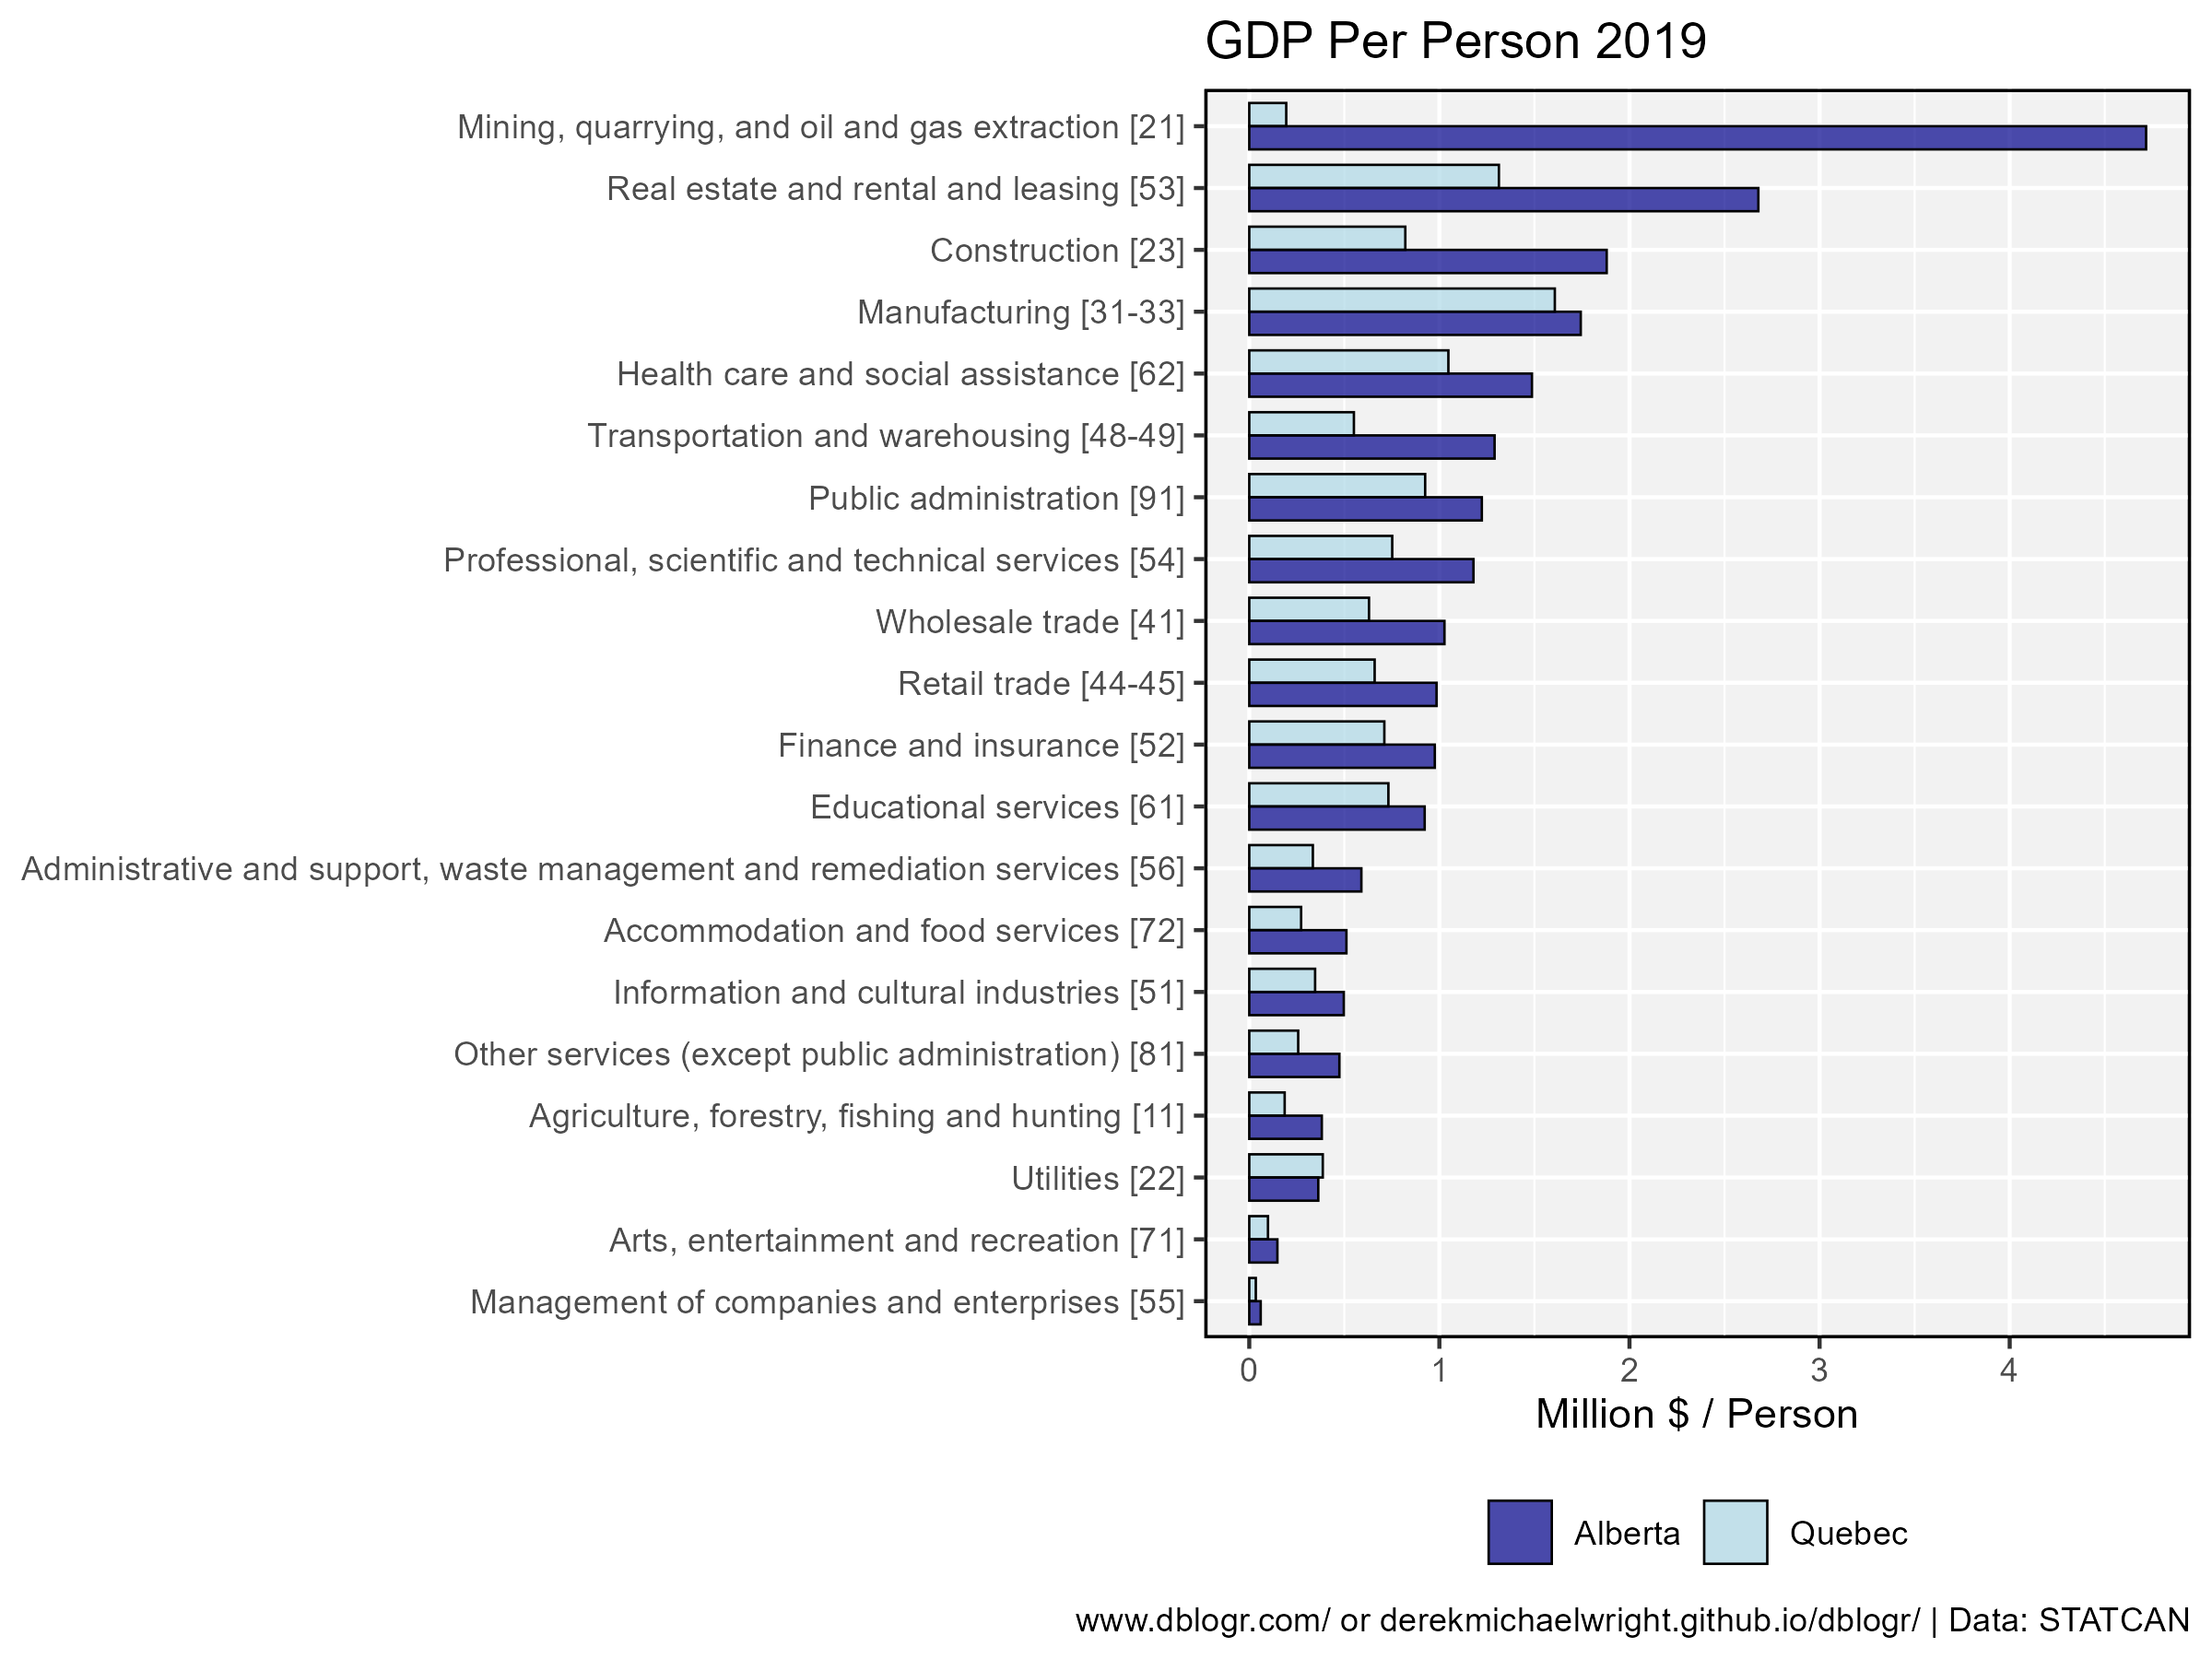 GDP Per Person 2019
Mining, quarrying, and oil and gas extraction [21]
Real estate and rental and leasing [53]
Construction [23]
Manufacturing [31-33]
Health care and social assistance [62]
Transportation and warehousing [48-49]
Public administration [91]
Professional, scientific and technical services [54]
Wholesale trade [41]
Retail trade [44-45]
Finance and insurance [52]
Educational services [61]
Administrative and support, waste management and remediation services [56]
Accommodation and food services [72]
Information and cultural industries [51]
Other services (except public administration) [81]
Agriculture, forestry, fishing and hunting [11]
Utilities [22]
Arts, entertainment and recreation [71]
Management of companies and enterprises [55]
0 1 2 3 4
Million $ / Person
Alberta Quebec
www.dblogr.com/ or derekmichaelwright.github.io/dblogr/ | Data: STATCAN